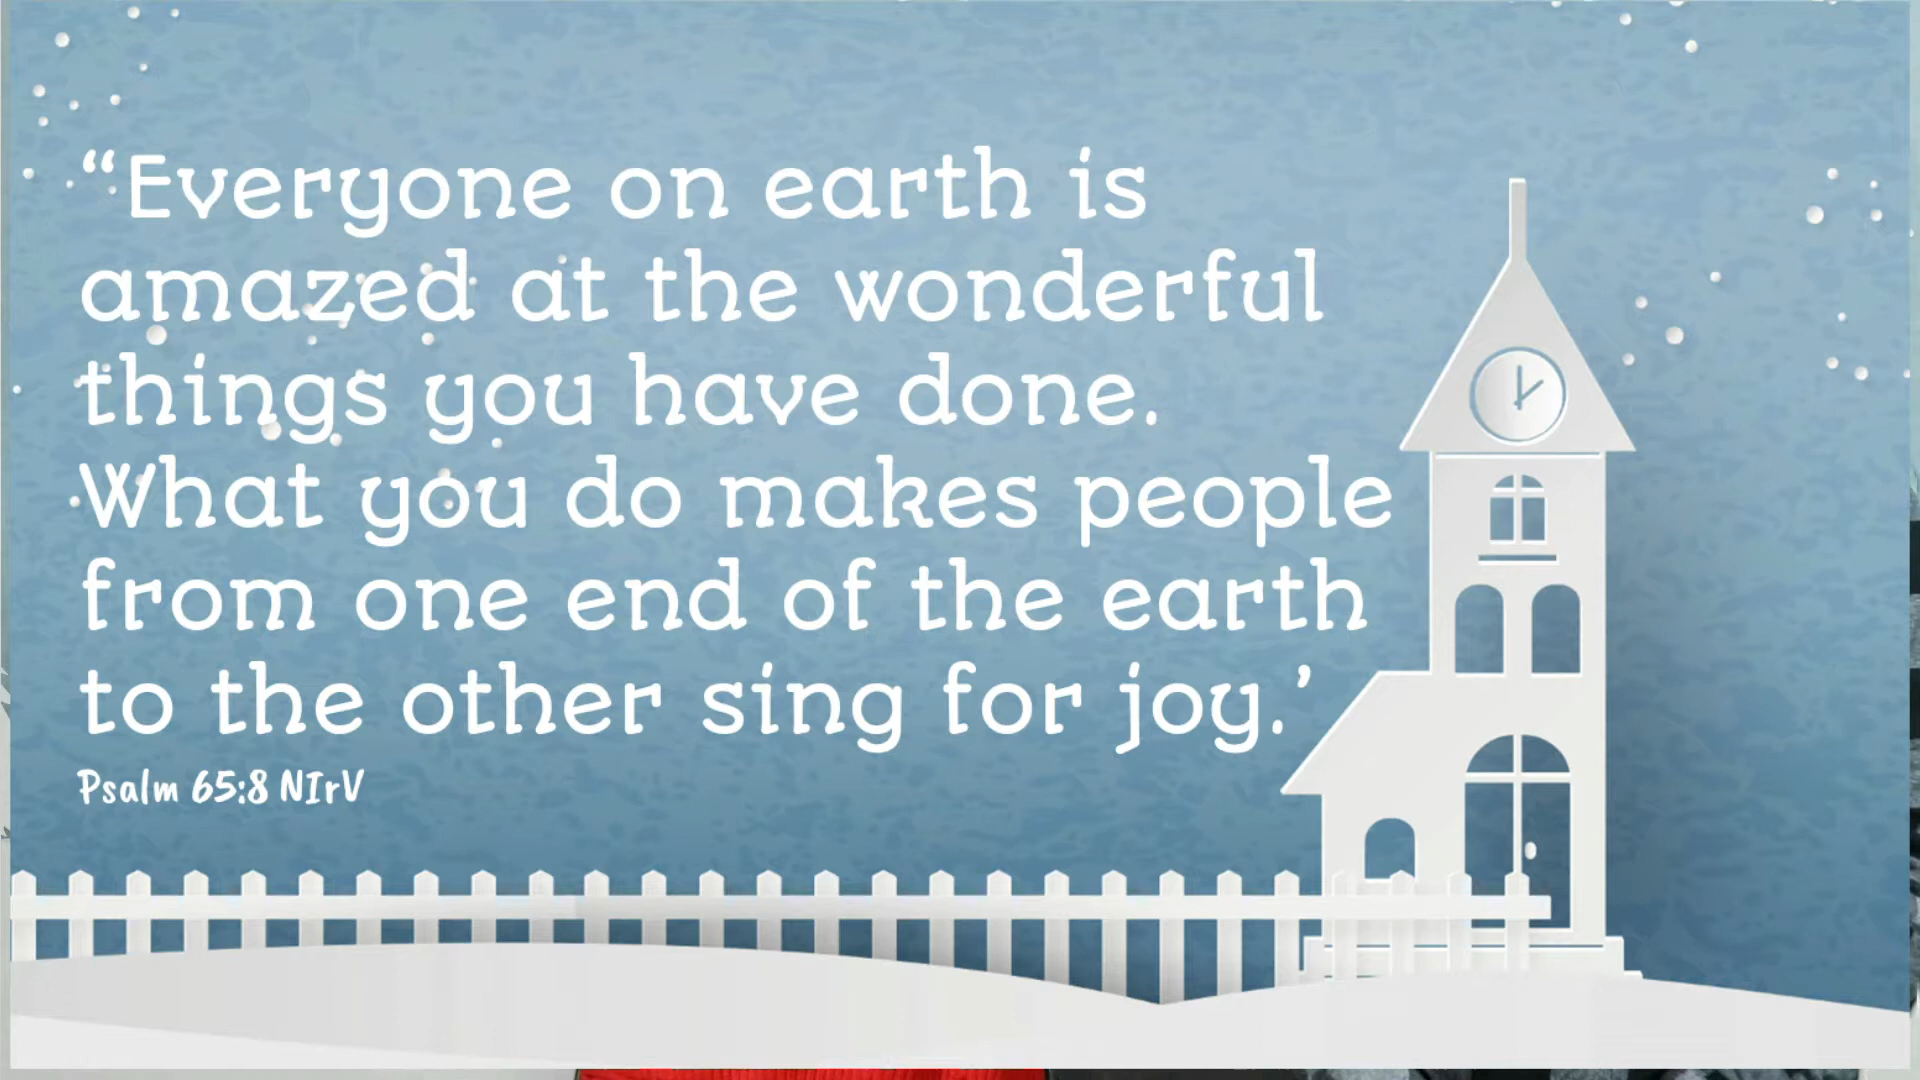 “Everyone on earth is
amazed at the wonderful
things you have done.
What you do makes people
from one end of the earth
to the other sing for joy.’
Psalm 65:8 NIrV